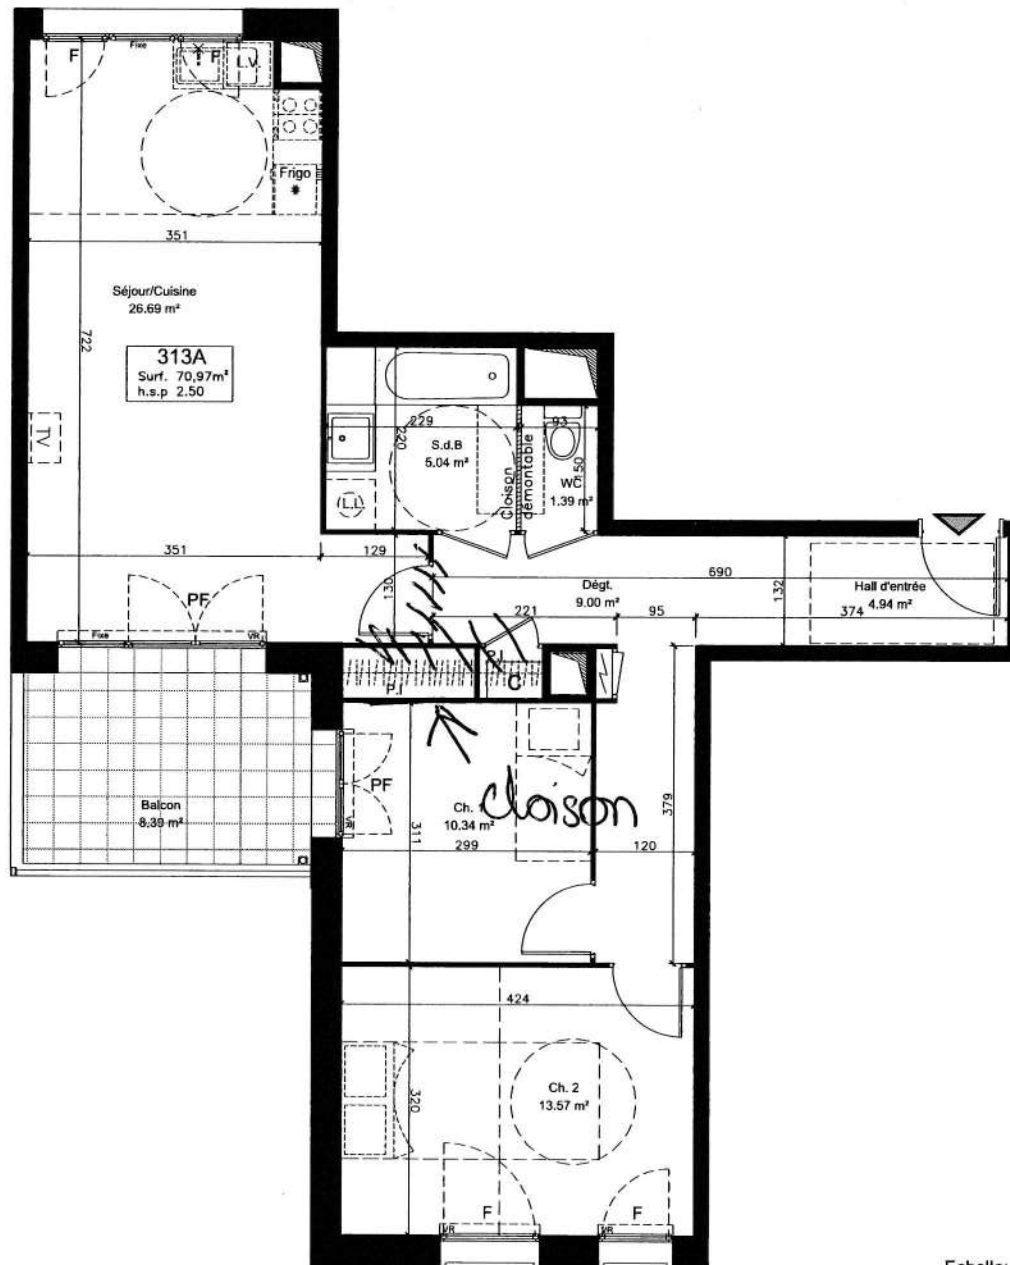 F
Fixe
F
L.V.
Frigo
351
Séjour/Cuisine
26.69 m²
722
313A
Surf. 70,97m²
h.s.p 2.50
TV
229
93
220
S.d.B
5.04 m²
Cloison
démontable
WC
1.39 m²
150
L.L
351
129
130
690
Dégt.
9.00 m²
132
Hall d'entrée
4.94 m²
221
95
374
PF
Fixe
VR
P.l
P.l
C
PF
VR
Balcon
8.39 m²
Ch. 1
10.34 m²
cloison
311
299
120
379
424
Ch. 2
13.57 m²
320
F
F
VR
VR